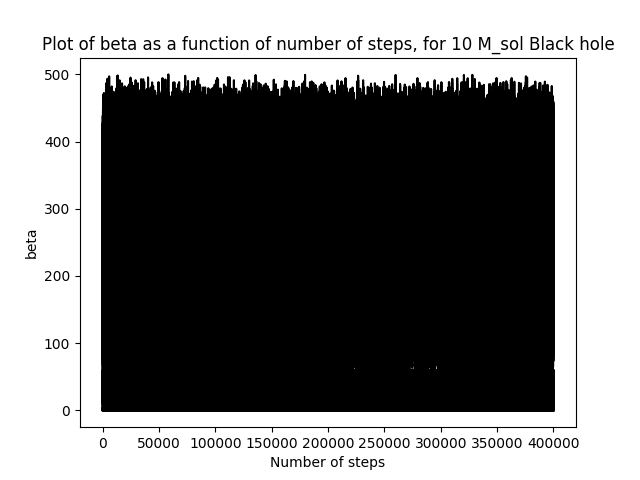 Plot of beta as a function of number of steps, for 10 M_sol Black hole
500
400
300
200
100
0
beta
0 50000 100000 150000 200000 250000 300000 350000 400000
Number of steps